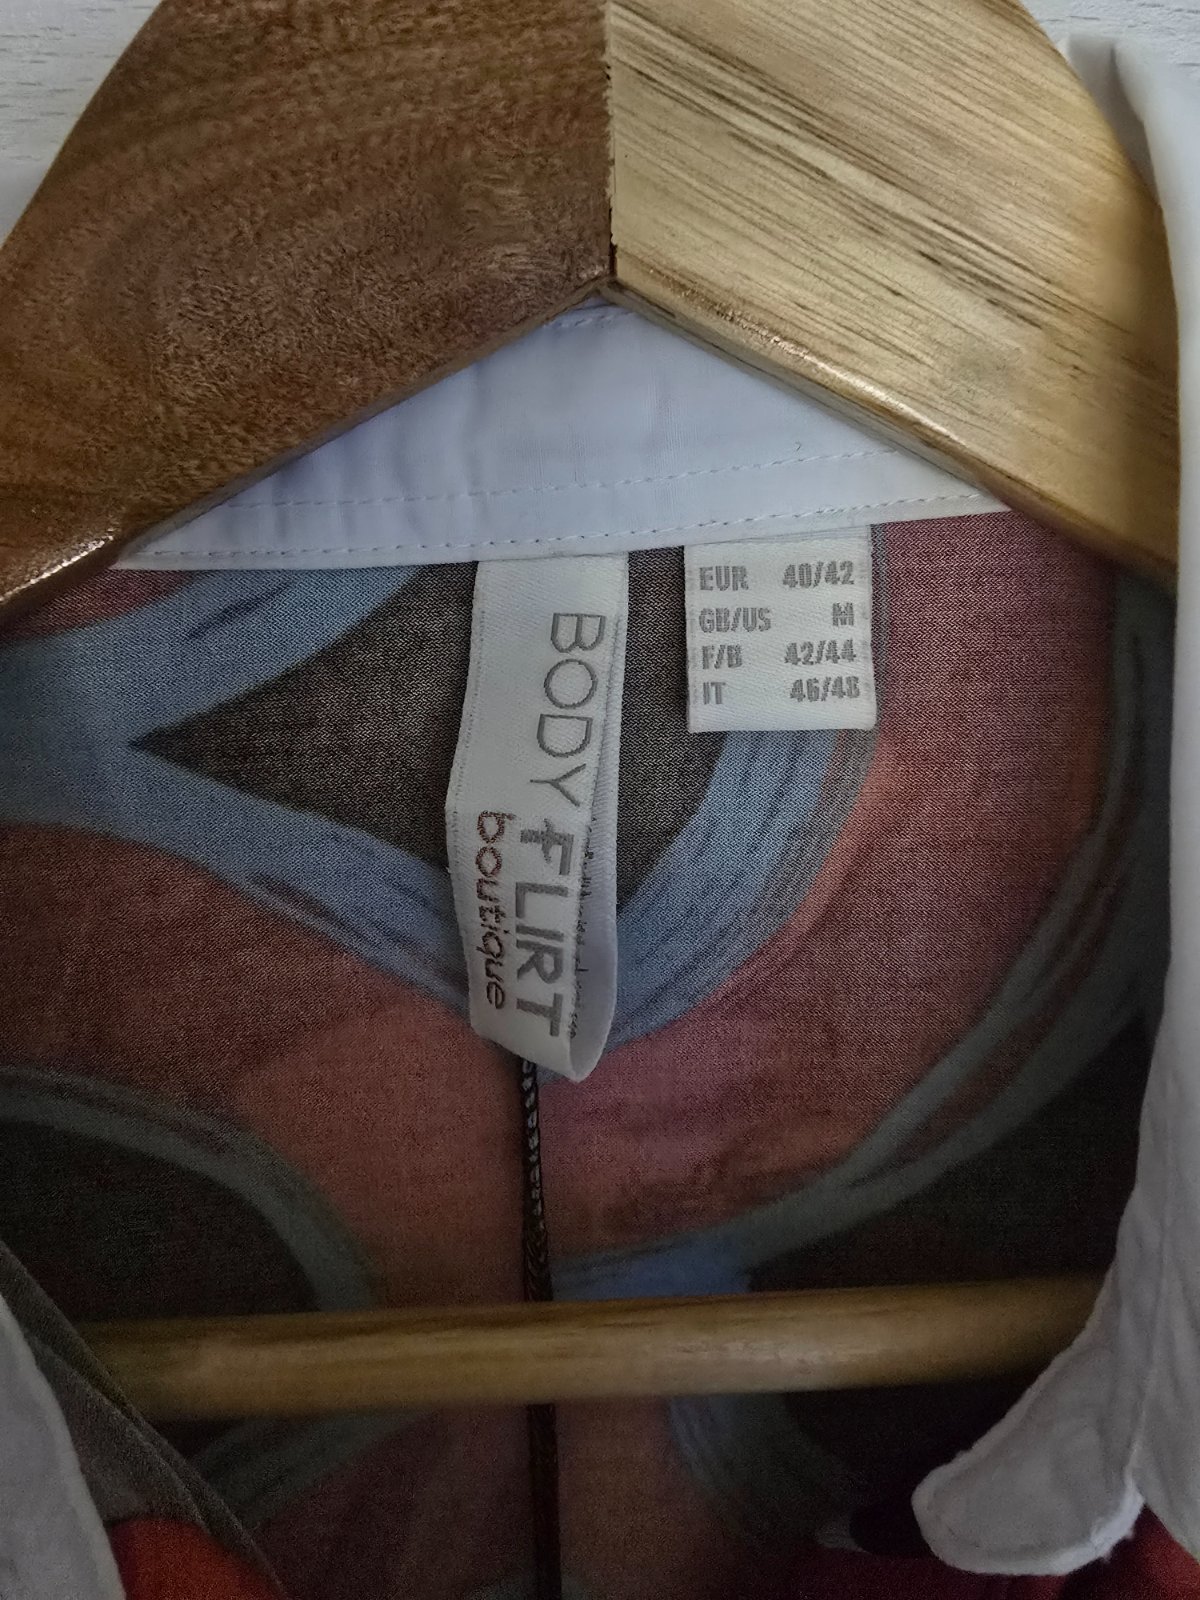 BODY FLIRT
boutique
EUR 40/42
GB/US M
F/B 42/44
IT 46/48